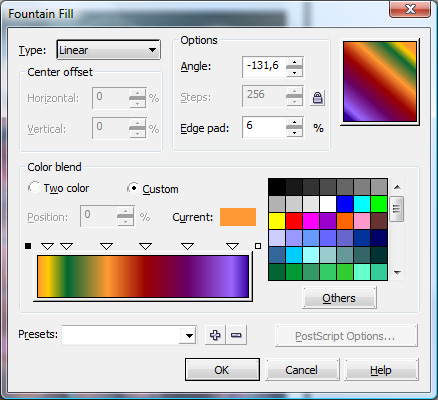 Fountain Fill
Type: Linear
Center offset
Horizontal: 0 %
Vertical: 0 %
Options
Angle: -131,6
Steps: 256
Edge pad: 6 %
Color blend
Two color Custom
Position: 0 % Current:
Others
Presets:
PostScript Options...
OK Cancel Help